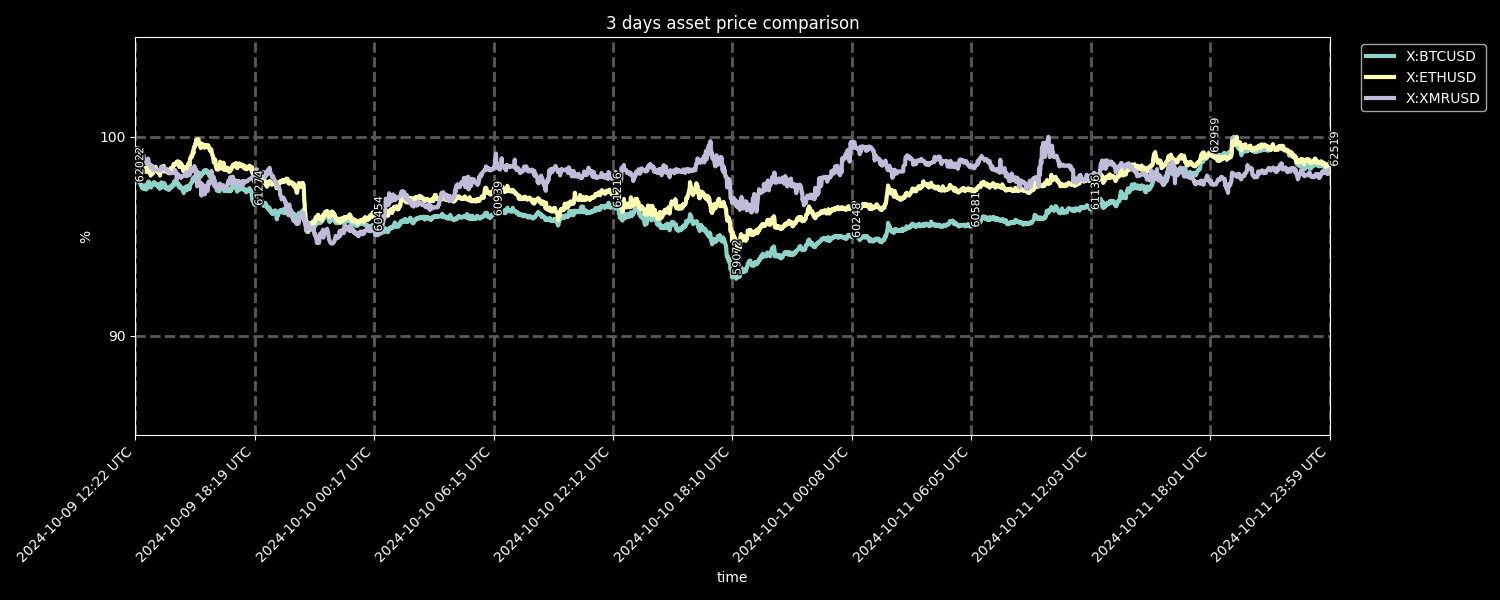 3 days asset price comparison
X:BTCUSD
X:ETHUSD
X:XMRUSD
%
100
90
62022
61274
60454
60939
61216
59072
60248
60581
61136
62959
62519
2024-10-09 12:22 UTC
2024-10-09 18:19 UTC
2024-10-10 00:17 UTC
2024-10-10 06:15 UTC
2024-10-10 12:12 UTC
2024-10-10 18:10 UTC
2024-10-11 00:08 UTC
2024-10-11 06:05 UTC
2024-10-11 12:03 UTC
2024-10-11 18:01 UTC
2024-10-11 23:59 UTC
time